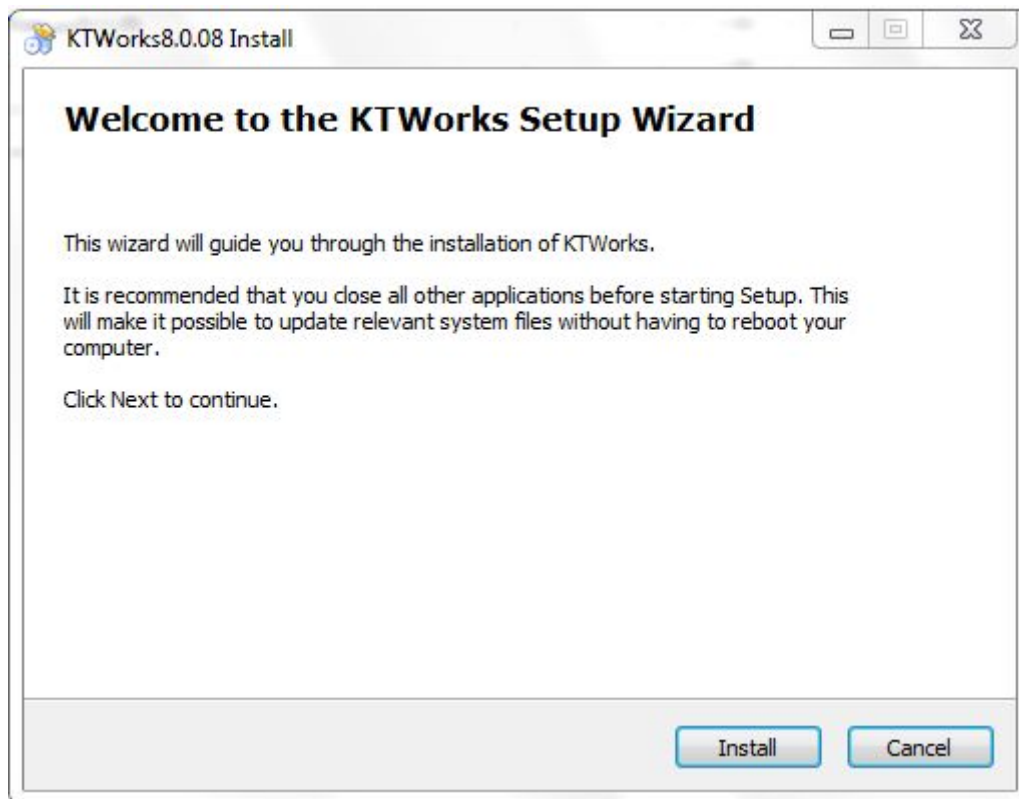 KTWorks8.0.08 Install
Welcome to the KTWorks Setup Wizard
This wizard will guide you through the installation of KTWorks.
It is recommended that you close all other applications before starting Setup. This
will make it possible to update relevant system files without having to reboot your
computer.
Click Next to continue.
Install
Cancel